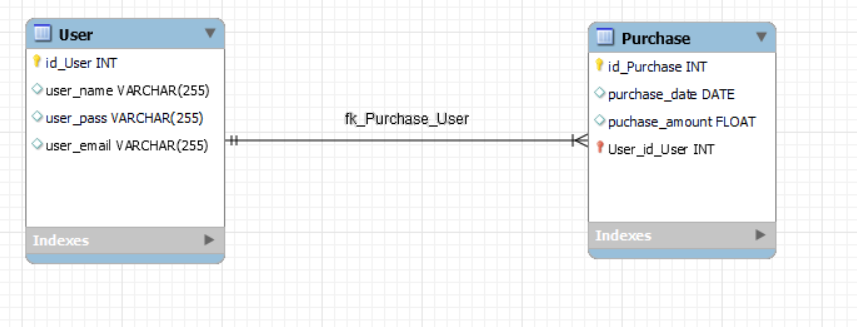 User
id_User INT
user_name VARCHAR(255)
user_pass VARCHAR(255)
user_email VARCHAR(255)
Indexes
fk_Purchase_User
Purchase
id_Purchase INT
purchase_date DATE
puchase_amount FLOAT
User_id_User INT
Indexes